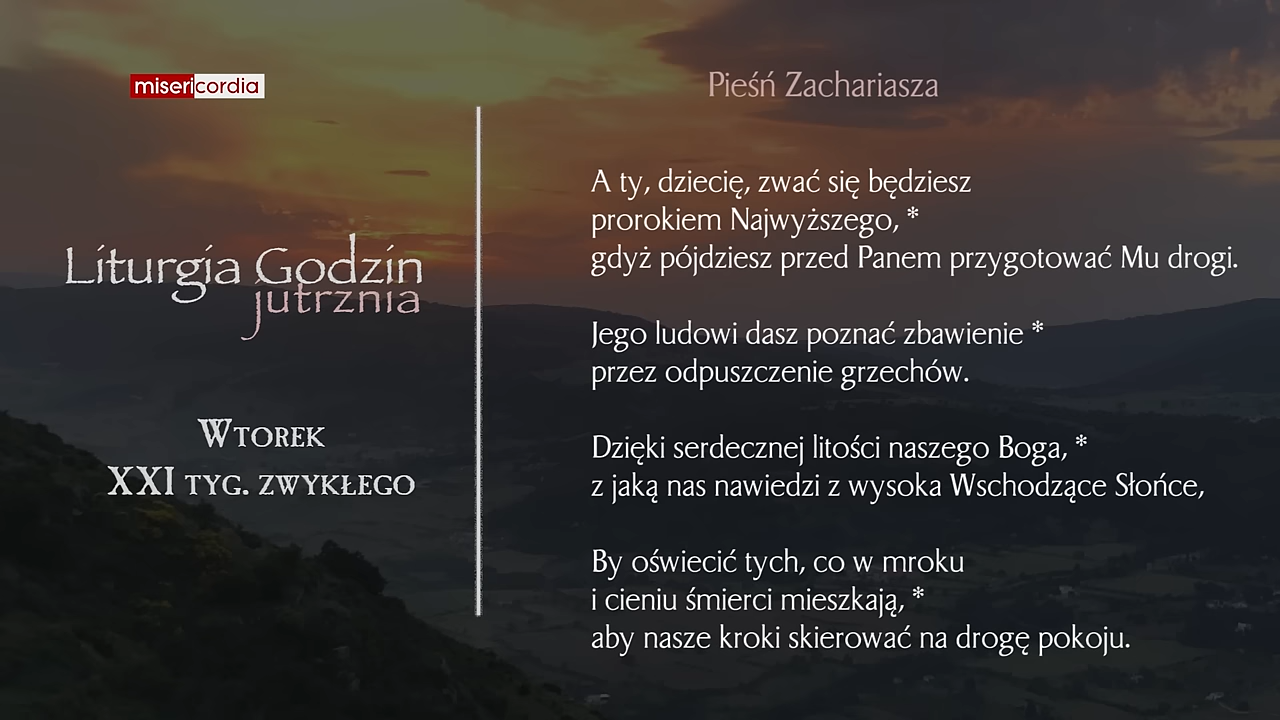 misericordia
Liturgia Godzin
jutrznia
Wtorek
XXI tyg. zwykłego
Pieśń Zachariasza
A ty, dziecię, zwać się będziesz
prorokiem Najwyższego, *
gdyż pójdziesz przed Panem przygotować Mu drogi.
Jego ludowi dasz poznać zbawienie *
przez odpuszczenie grzechów.
Dzięki serdecznej litości naszego Boga, *
z jaką nas nawiedzi z wysoka Wschodzące Słońce,
By oświecić tych, co w mroku
i cieniu śmierci mieszkają, *
aby nasze kroki skierować na drogę pokoju.